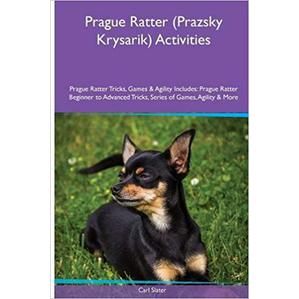 Prague Ratter (Prazsky
Krysarik) Activities
Prague Ratter Tricks, Games & Agility Includes: Prague Ratter
Beginner to Advanced Tricks, Series of Games, Agility & More
Carl Slater